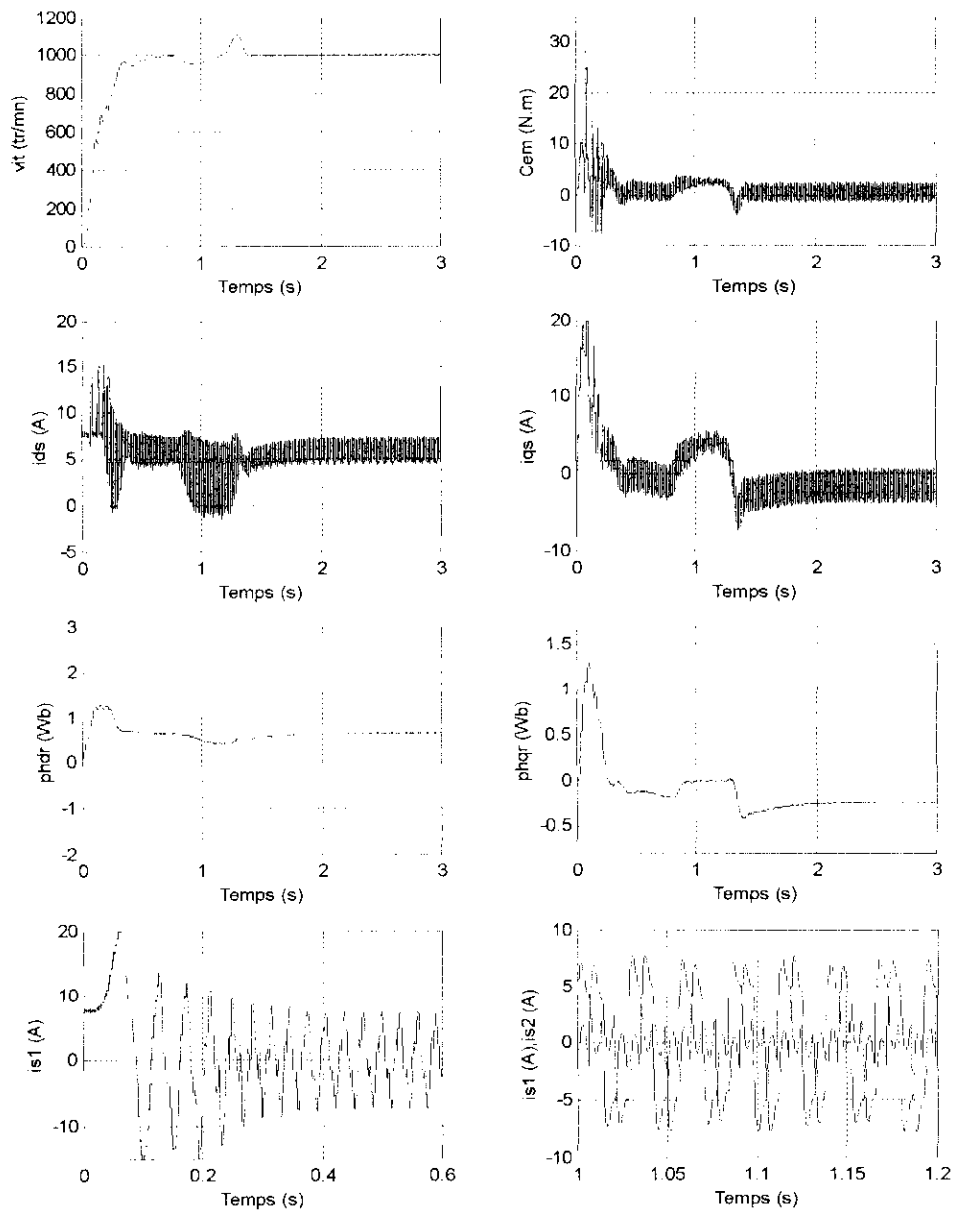 1200
1000
800
600
400
200
0
vit (tr/mn)
0 1 2 3
Temps (s)
30
20
10
0
-10
Cem (N.m)
0 1 2 3
Temps (s)
20
15
10
5
0
-5
ids (A)
0 1 2 3
Temps (s)
20
10
0
-10
iqs (A)
0 1 2 3
Temps (s)
3
2
1
0
-1
-2
phdr (Wb)
0 1 2 3
Temps (s)
1.5
1
0.5
0
-0.5
phqr (Wb)
0 1 2 3
Temps (s)
20
10
0
-10
is1 (A)
0 0.2 0.4 0.6
Temps (s)
10
5
0
-5
-10
is1 (A),is2 (A)
1 1.05 1.1 1.15 1.2
Temps (s)